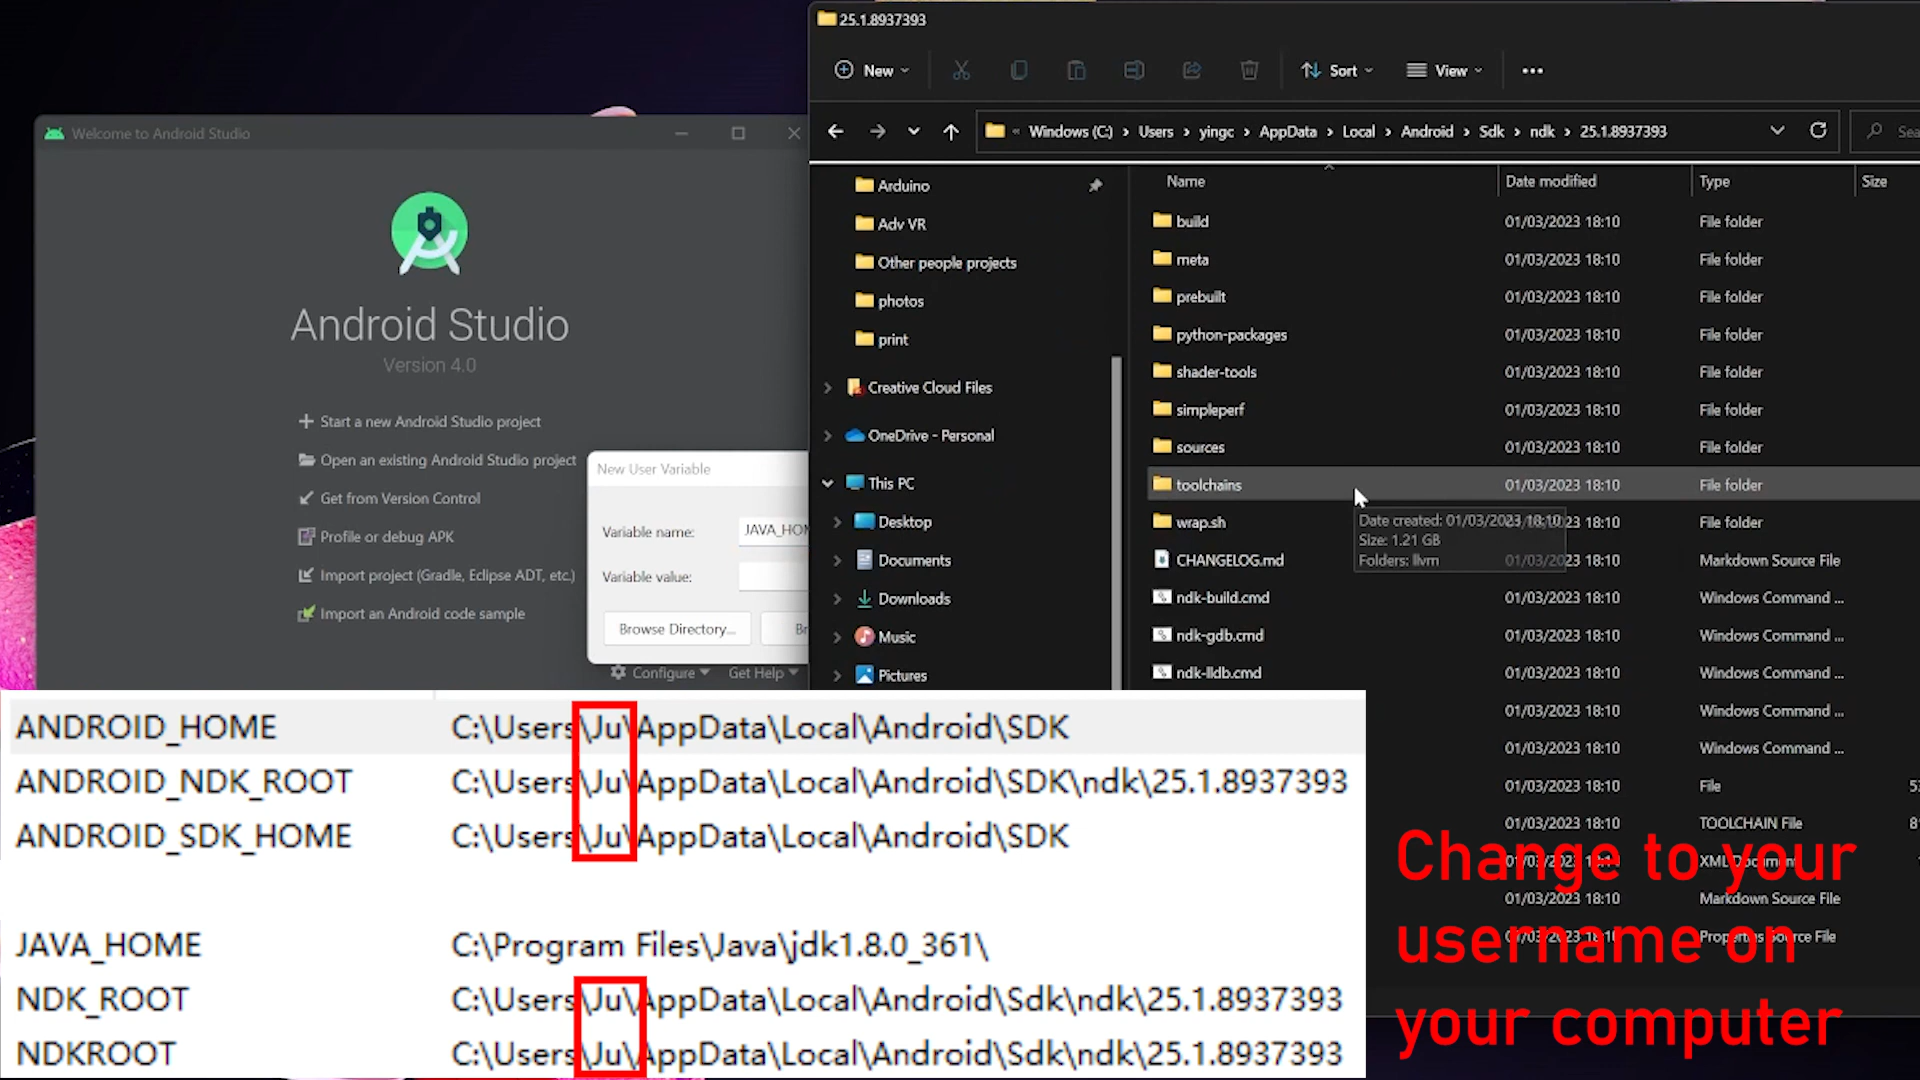 25.1.8937393
New
Sort
View
Windows (C:) › Users › yingc › AppData › Local › Android › Sdk › ndk › 25.1.8937393
Welcome to Android Studio
Android Studio
Version 4.0
Start a new Android Studio project
Open an existing Android Studio project
Get from Version Control
Profile or debug APK
Import project (Gradle, Eclipse ADT, etc.)
Import an Android code sample
Configure
Get Help
New User Variable
Variable name:
Variable value:
Browse Directory...
Arduino
Adv VR
Other people projects
photos
print
Creative Cloud Files
OneDrive - Personal
This PC
Desktop
Documents
Downloads
Music
Pictures
Name Date modified Type Size
build 01/03/2023 18:10 File folder
meta 01/03/2023 18:10 File folder
prebuilt 01/03/2023 18:10 File folder
python-packages 01/03/2023 18:10 File folder
shader-tools 01/03/2023 18:10 File folder
simpleperf 01/03/2023 18:10 File folder
sources 01/03/2023 18:10 File folder
toolchains 01/03/2023 18:10 File folder
wrap.sh File folder
Date created: 01/03/2023 18:10
Size: 1.21 GB
Folders: llvm
CHANGELOG.md 01/03/2023 18:10 Markdown Source File
ndk-build.cmd 01/03/2023 18:10 Windows Command ...
ndk-gdb.cmd 01/03/2023 18:10 Windows Command ...
ndk-lldb.cmd 01/03/2023 18:10 Windows Command ...
01/03/2023 18:10 Windows Command ...
01/03/2023 18:10 Windows Command ...
01/03/2023 18:10 File
01/03/2023 18:10 TOOLCHAIN File
01/03/2023 18:10 Markdown Source File
ANDROID_HOME C:\Users\Ju\AppData\Local\Android\SDK
ANDROID_NDK_ROOT C:\Users\Ju\AppData\Local\Android\SDK\ndk\25.1.8937393
ANDROID_SDK_HOME C:\Users\Ju\AppData\Local\Android\SDK
JAVA_HOME C:\Program Files\Java\jdk1.8.0_361\
NDK_ROOT C:\Users\Ju\AppData\Local\Android\Sdk\ndk\25.1.8937393
NDKROOT C:\Users\Ju\AppData\Local\Android\Sdk\ndk\25.1.8937393
Change to your
username on
your computer